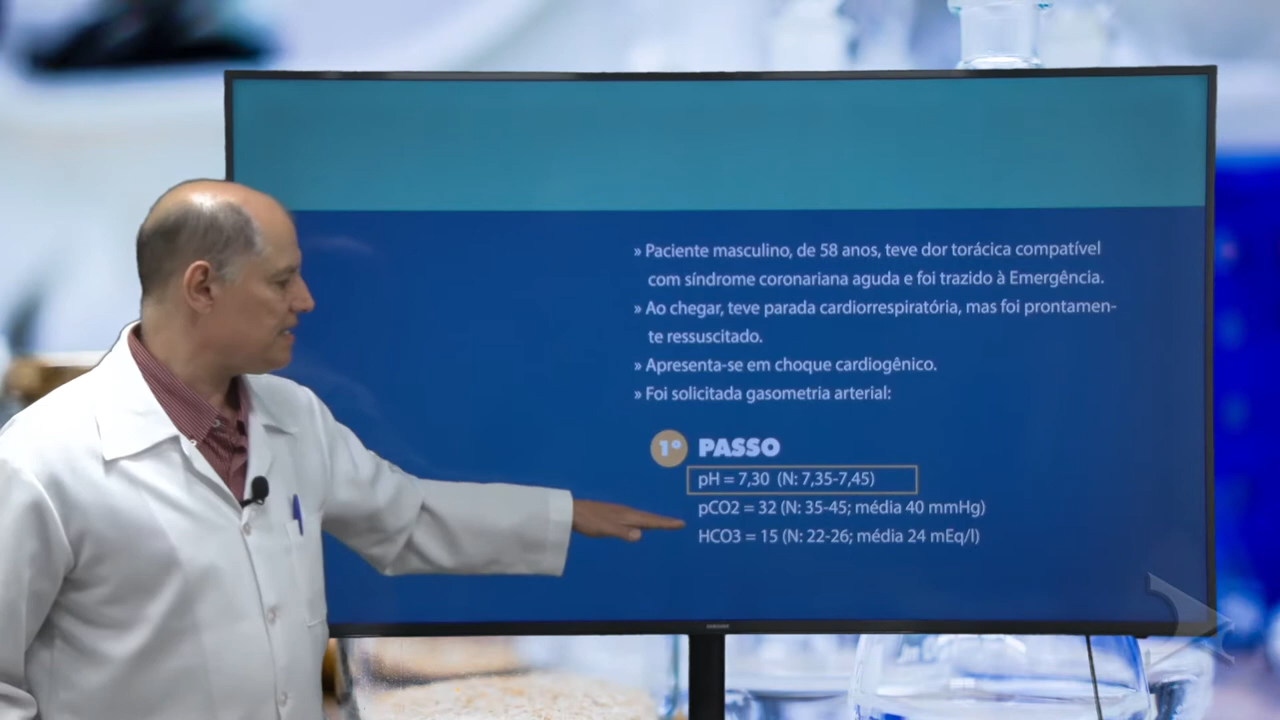 » Paciente masculino, de 58 anos, teve dor torácica compatível
com síndrome coronariana aguda e foi trazido à Emergência.
» Ao chegar, teve parada cardiorrespiratória, mas foi prontamen-
te ressuscitado.
» Apresenta-se em choque cardiogênico.
» Foi solicitada gasometria arterial:
1º PASSO
pH = 7,30 (N: 7,35-7,45)
pCO2 = 32 (N: 35-45; média 40 mmHg)
HCO3 = 15 (N: 22-26; média 24 mEq/l)
SAMSUNG